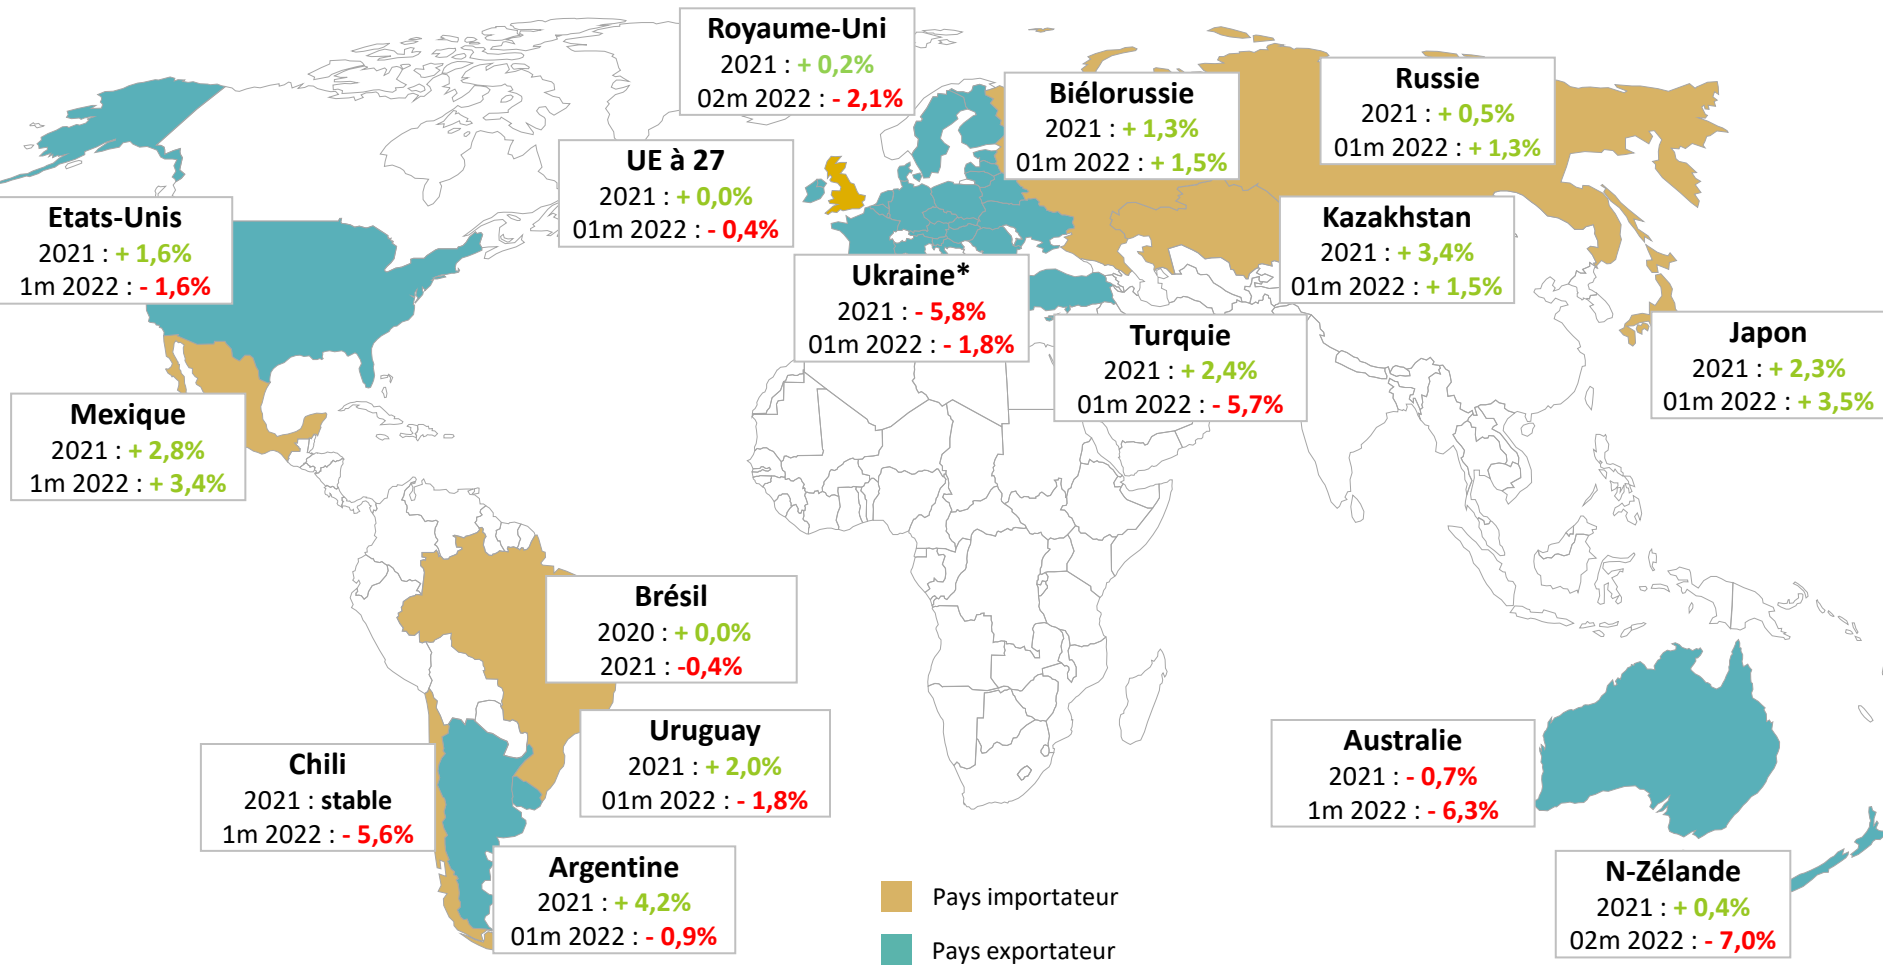 Royaume-Uni
2021 : + 0,2%
02m 2022 : - 2,1%
Biélorussie
2021 : + 1,3%
01m 2022 : + 1,5%
Russie
2021 : + 0,5%
01m 2022 : + 1,3%
UE à 27
2021 : + 0,0%
01m 2022 : - 0,4%
Etats-Unis
2021 : + 1,6%
1m 2022 : - 1,6%
Kazakhstan
2021 : + 3,4%
01m 2022 : + 1,5%
Ukraine*
2021 : - 5,8%
01m 2022 : - 1,8%
Turquie
2021 : + 2,4%
01m 2022 : - 5,7%
Japon
2021 : + 2,3%
01m 2022 : + 3,5%
Mexique
2021 : + 2,8%
1m 2022 : + 3,4%
Brésil
2020 : + 0,0%
2021 : -0,4%
Uruguay
2021 : + 2,0%
01m 2022 : - 1,8%
Chili
2021 : stable
1m 2022 : - 5,6%
Australie
2021 : - 0,7%
1m 2022 : - 6,3%
Argentine
2021 : + 4,2%
01m 2022 : - 0,9%
N-Zélande
2021 : + 0,4%
02m 2022 : - 7,0%
Pays importateur
Pays exportateur